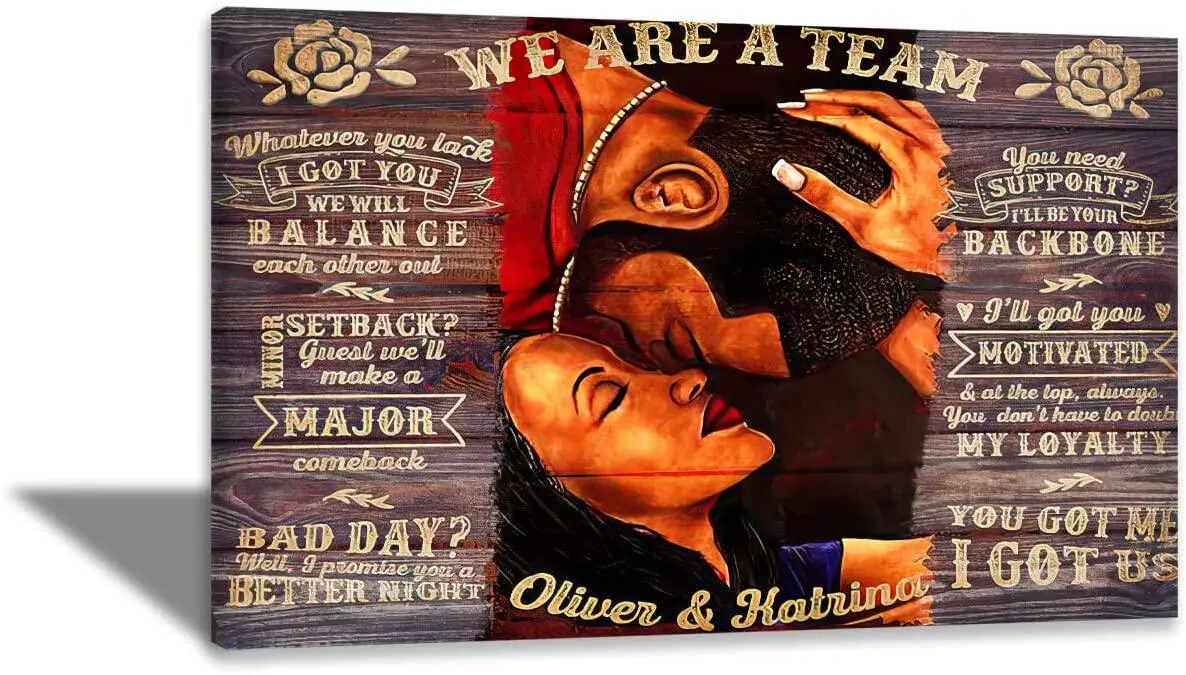 WE ARE A TEAM
Whatever you lack
I GOT YOU
WE WILL
BALANCE
each other out
MINOR
SETBACK?
Guest we'll
make a
MAJOR
comeback
BAD DAY?
Well, I promise you a
BETTER NIGHT
You need
SUPPORT?
I'LL BE YOUR
BACKBONE
I'll got you
MOTIVATED
& at the top, always.
You don't have to doub
MY LOYALTY
YOU GOT ME
I GOT US
Oliver & Katrina